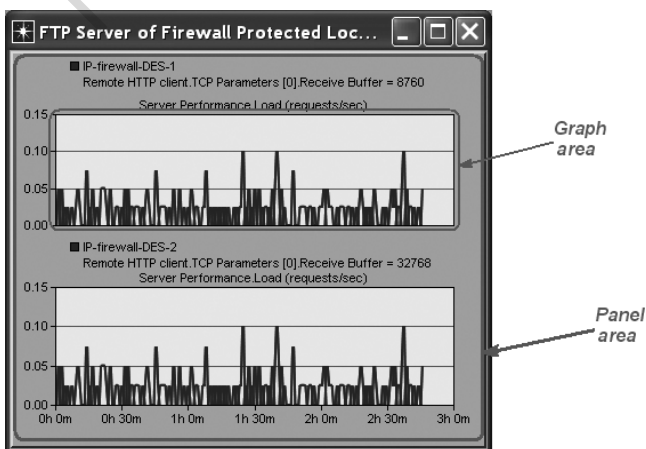 FTP Server of Firewall Protected Loc...
IP-firewall-DES-1
Remote HTTP client.TCP Parameters [0].Receive Buffer = 8760
Server Performance.Load (requests/sec)
0.15
0.10
0.05
0.00
Graph
area
IP-firewall-DES-2
Remote HTTP client.TCP Parameters [0].Receive Buffer = 32768
Server Performance.Load (requests/sec)
0.15
0.10
0.05
0.00
0h 0m 0h 30m 1h 0m 1h 30m 2h 0m 2h 30m 3h 0m
Panel
area